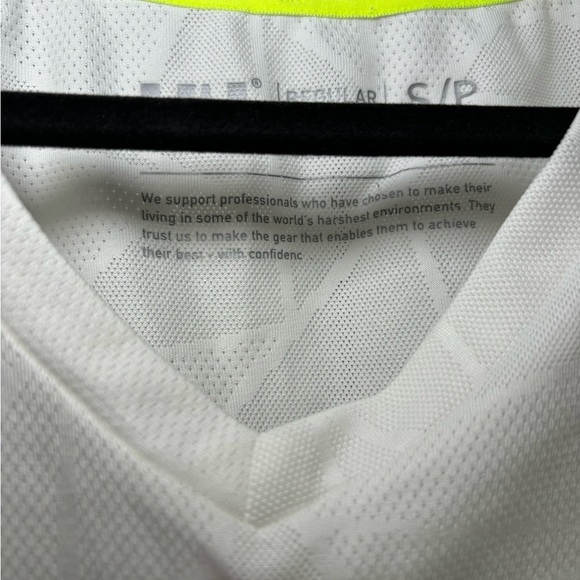 ® | REGULAR | S/P
We support professionals who have chosen to make their
living in some of the world's harshest environments. They
trust us to make the gear that enables them to achieve
their best - with confidenc